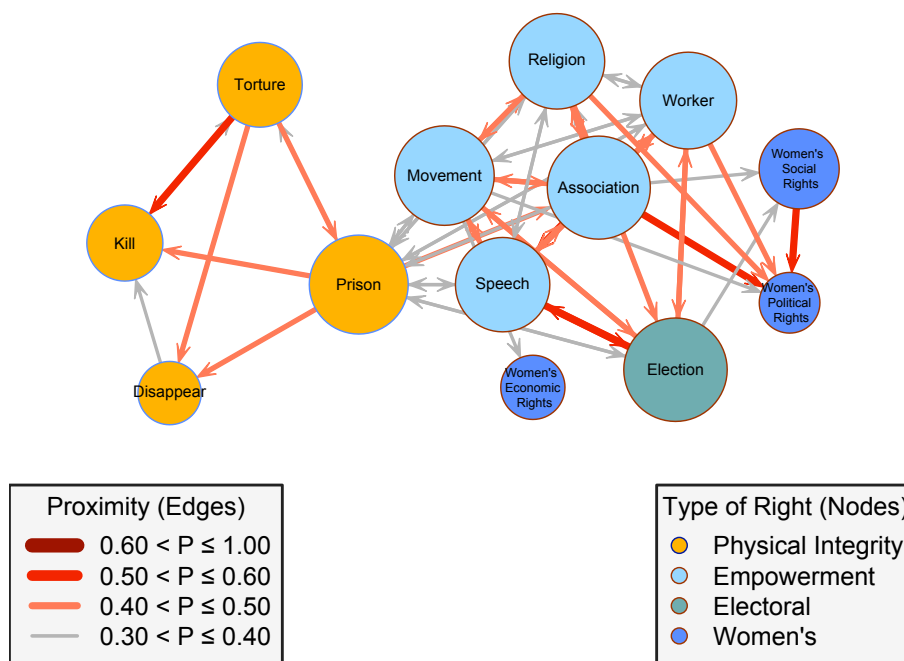 Religion
Torture
Worker
Women's
Social
Rights
Movement
Association
Kill
Prison
Speech
Women's
Political
Rights
Election
Women's
Economic
Rights
Disappear
Proximity (Edges)
0.60 < P ≤ 1.00
0.50 < P ≤ 0.60
0.40 < P ≤ 0.50
0.30 < P ≤ 0.40
Type of Right (Nodes)
Physical Integrity
Empowerment
Electoral
Women's